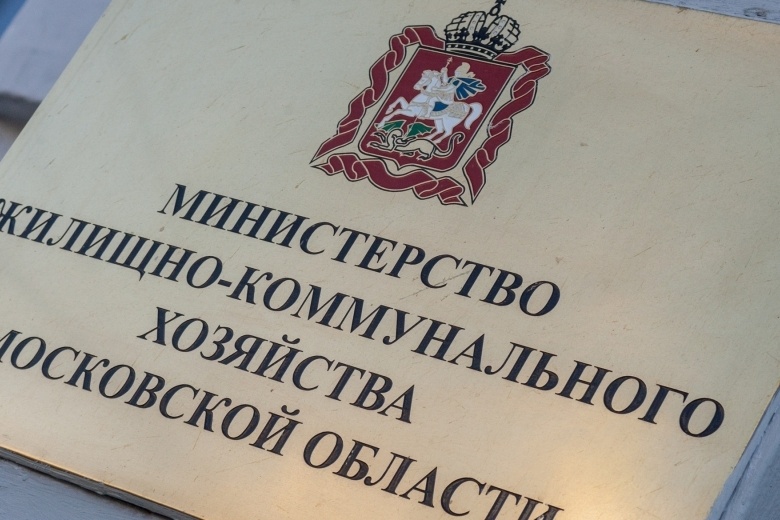 МИНИСТЕРСТВО
ЖИЛИЩНО-КОММУНАЛЬНОГО
ХОЗЯЙСТВА
МОСКОВСКОЙ ОБЛАСТИ